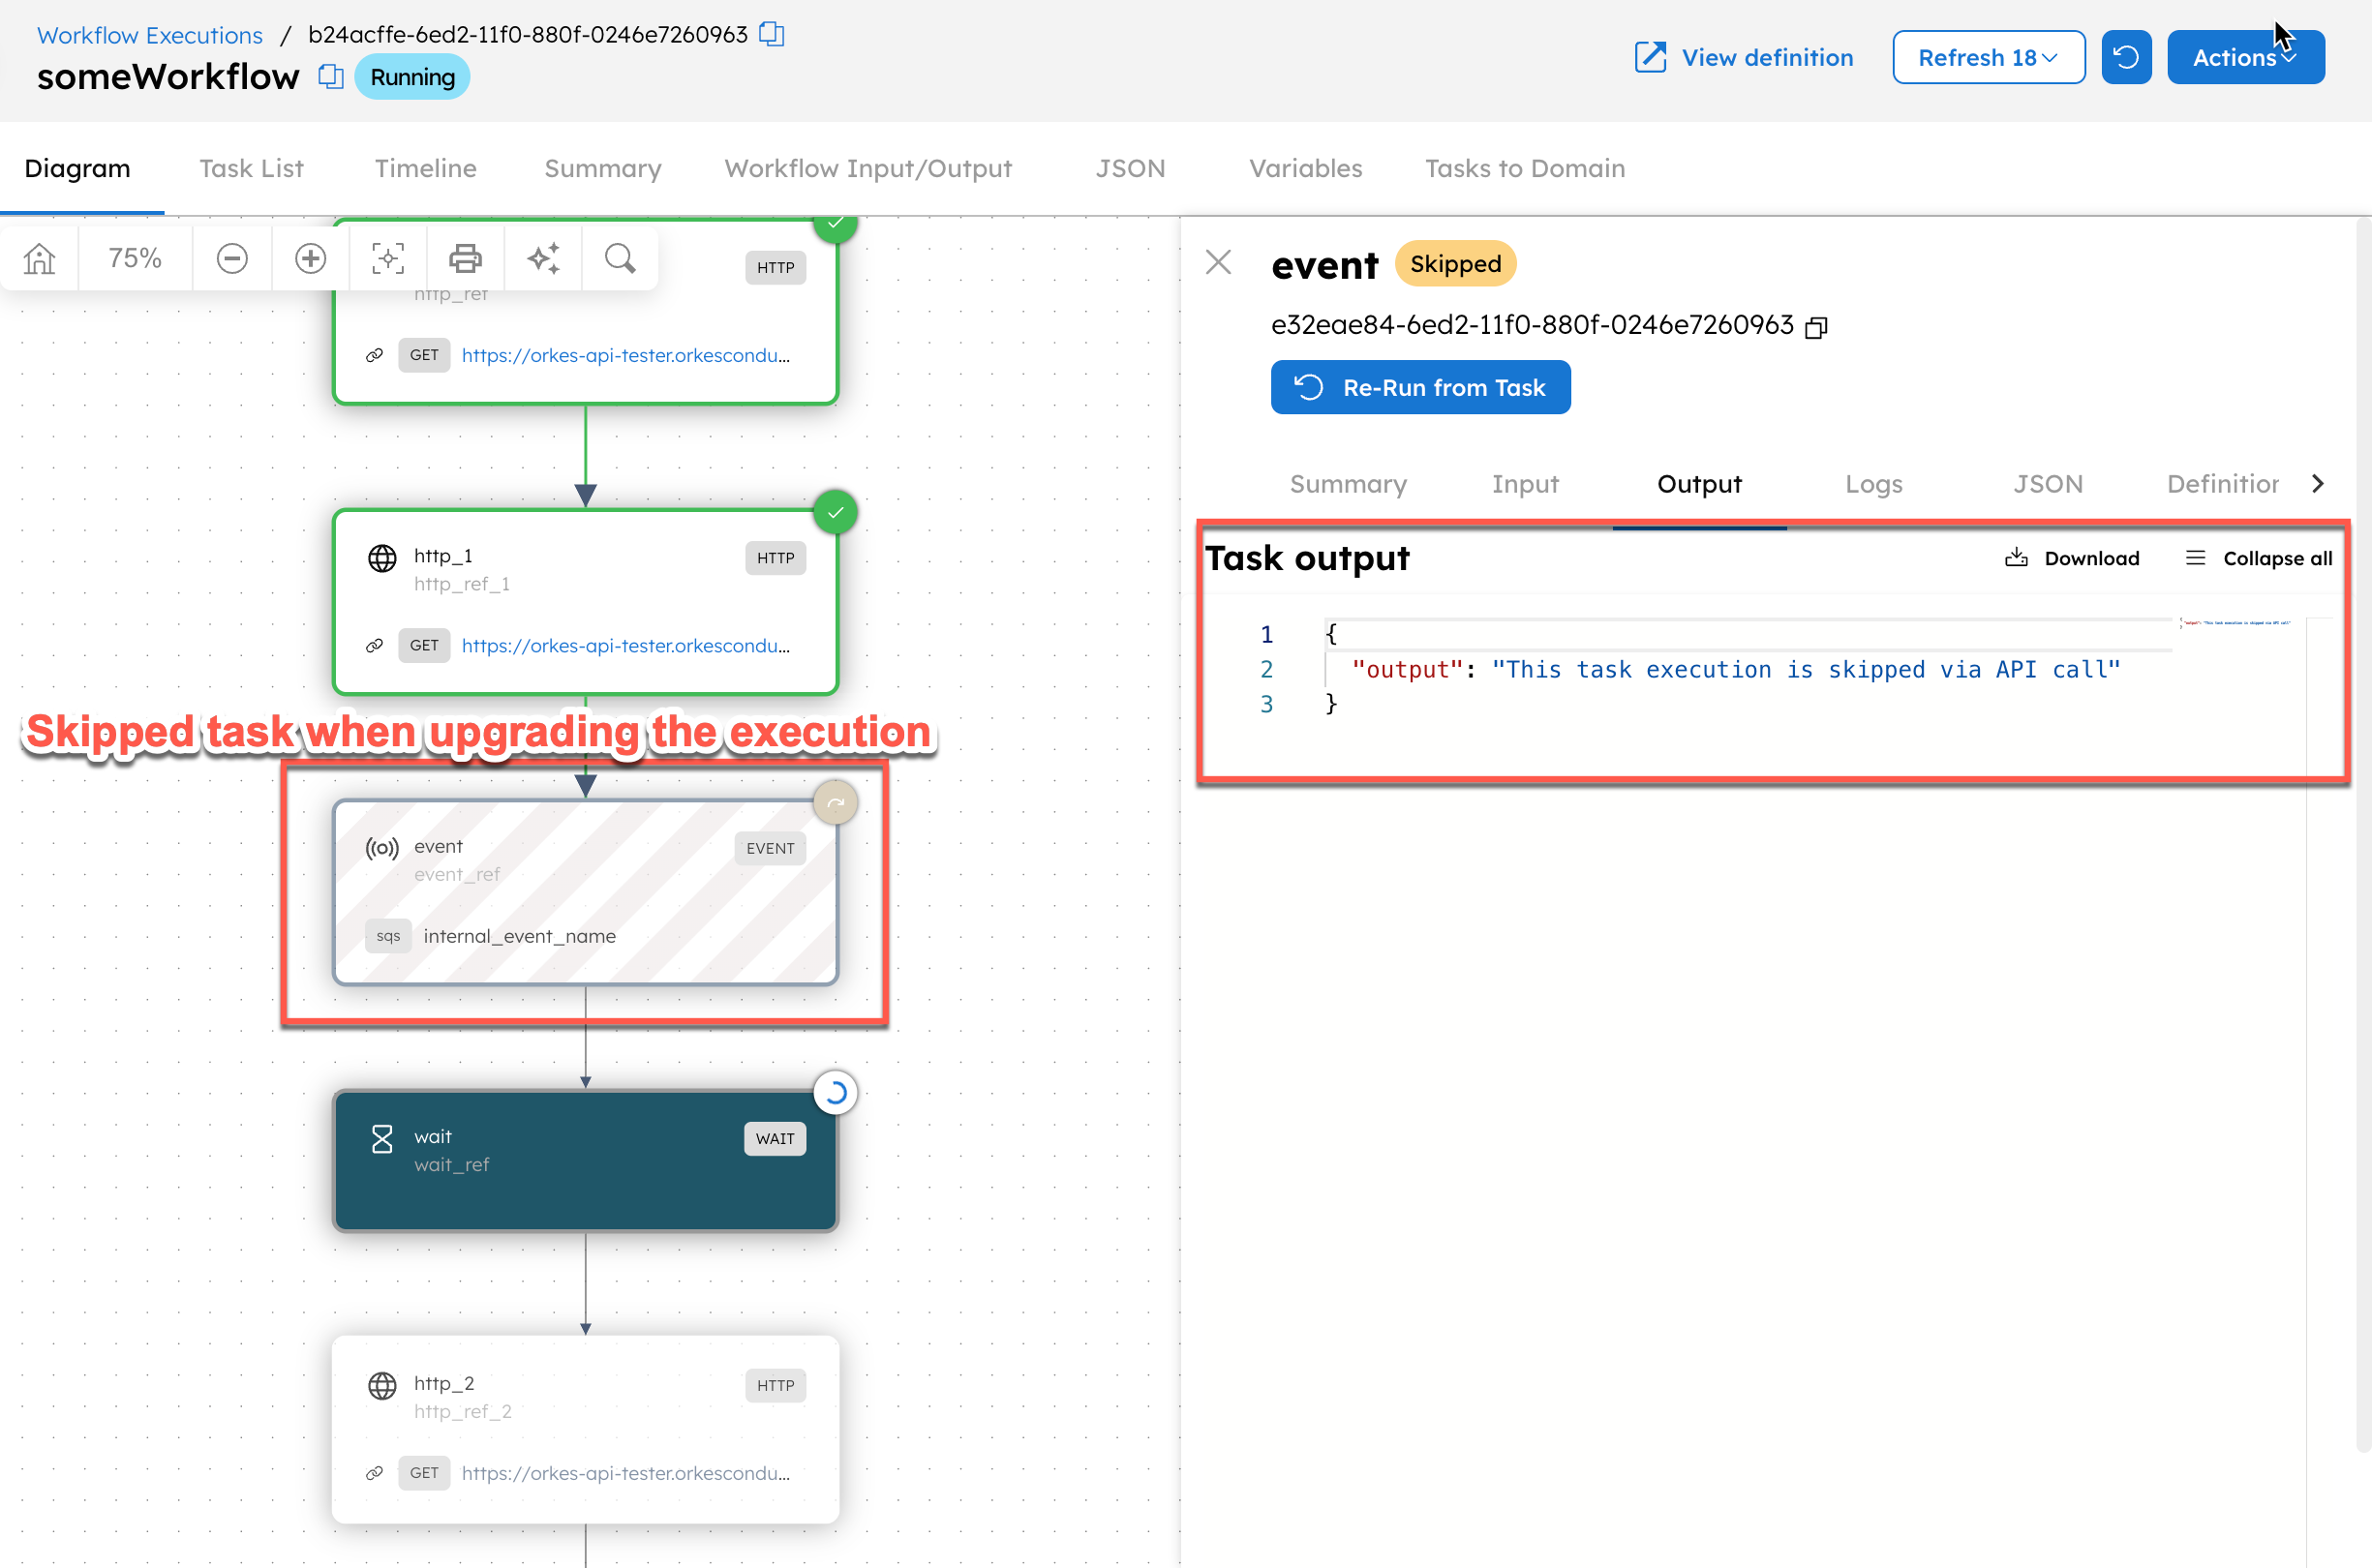 Workflow Executions / b24acffe-6ed2-11f0-880f-0246e7260963
someWorkflow Running
View definition
Refresh 18
Actions
Diagram Task List Timeline Summary Workflow Input/Output JSON Variables Tasks to Domain
75%
HTTP
http_ref
GET https://orkes-api-tester.orkescondu...
http_1 HTTP
http_ref_1
GET https://orkes-api-tester.orkescondu...
Skipped task when upgrading the execution
event EVENT
event_ref
sqs internal_event_name
wait WAIT
wait_ref
http_2 HTTP
http_ref_2
GET https://orkes-api-tester.orkescondu...
event Skipped
e32eae84-6ed2-11f0-880f-0246e7260963
Re-Run from Task
Summary Input Output Logs JSON Definitior
Task output Download Collapse all
1 {
2 "output": "This task execution is skipped via API call"
3 }